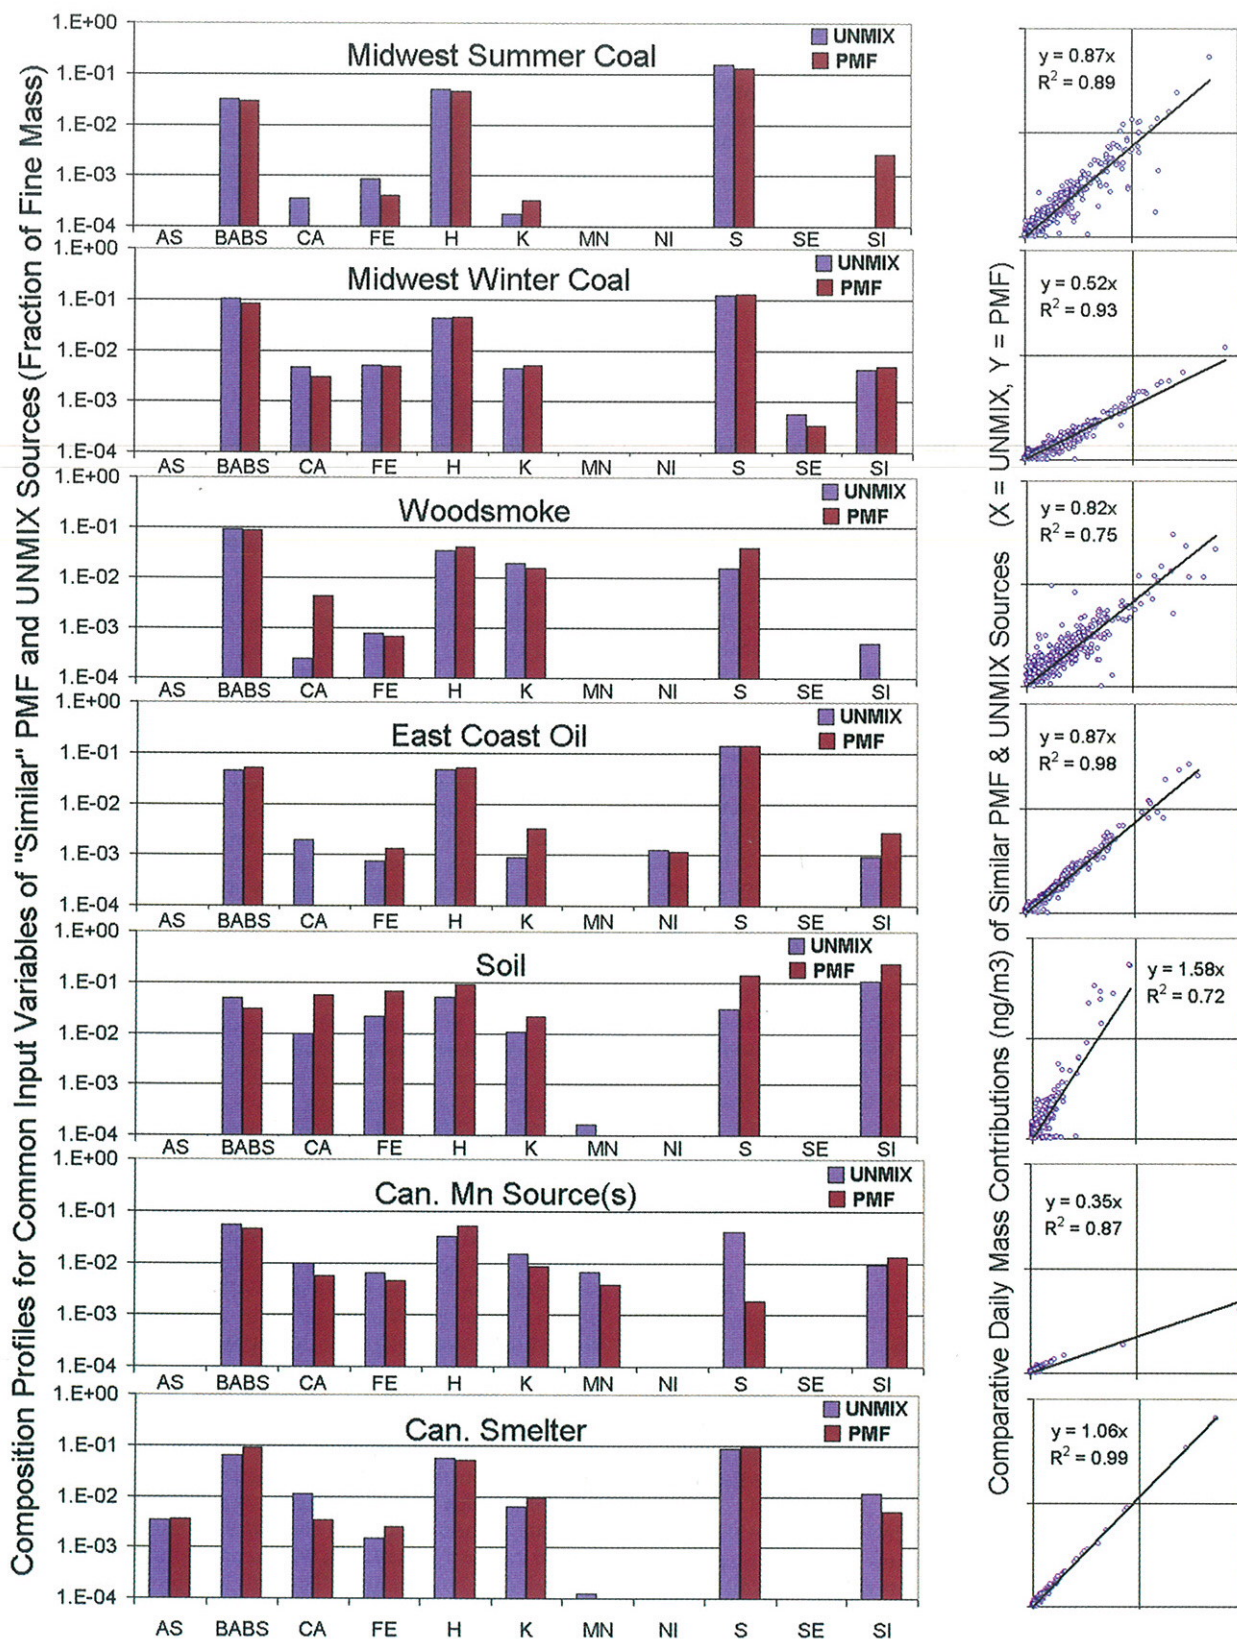 Composition Profiles for Common Input Variables of "Similar" PMF and UNMIX Sources (Fraction of Fine Mass)
Midwest Summer Coal
UNMIX
PMF
1.E+00
1.E-01
1.E-02
1.E-03
1.E-04
AS BABS CA FE H K MN NI S SE SI
Midwest Winter Coal
UNMIX
PMF
1.E+00
1.E-01
1.E-02
1.E-03
1.E-04
AS BABS CA FE H K MN NI S SE SI
Woodsmoke
UNMIX
PMF
1.E+00
1.E-01
1.E-02
1.E-03
1.E-04
AS BABS CA FE H K MN NI S SE SI
East Coast Oil
UNMIX
PMF
1.E+00
1.E-01
1.E-02
1.E-03
1.E-04
AS BABS CA FE H K MN NI S SE SI
Soil
UNMIX
PMF
1.E+00
1.E-01
1.E-02
1.E-03
1.E-04
AS BABS CA FE H K MN NI S SE SI
Can. Mn Source(s)
UNMIX
PMF
1.E+00
1.E-01
1.E-02
1.E-03
1.E-04
AS BABS CA FE H K MN NI S SE SI
Can. Smelter
UNMIX
PMF
1.E+00
1.E-01
1.E-02
1.E-03
1.E-04
AS BABS CA FE H K MN NI S SE SI
Comparative Daily Mass Contributions (ng/m3) of Similar PMF & UNMIX Sources (X = UNMIX, Y = PMF)
y = 0.87x
R² = 0.89
y = 0.52x
R² = 0.93
y = 0.82x
R² = 0.75
y = 0.87x
R² = 0.98
y = 1.58x
R² = 0.72
y = 0.35x
R² = 0.87
y = 1.06x
R² = 0.99